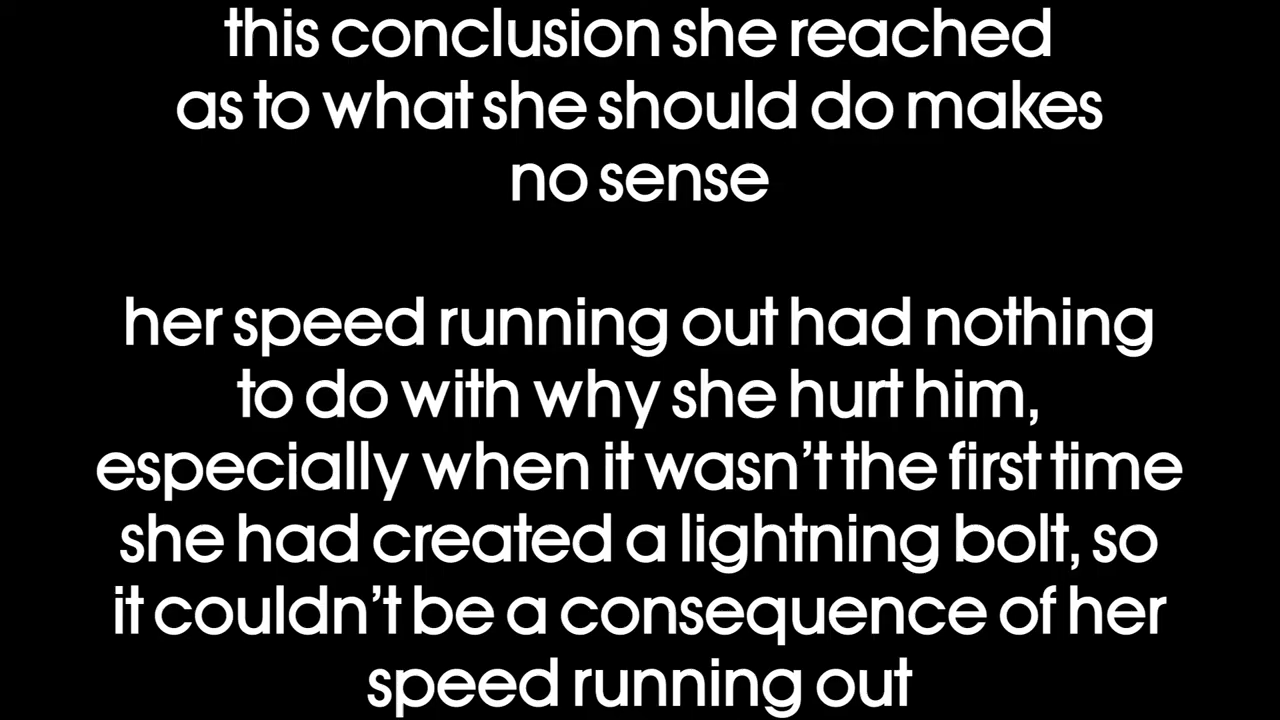 this conclusion she reached
as to what she should do makes
no sense
her speed running out had nothing
to do with why she hurt him,
especially when it wasn’t the first time
she had created a lightning bolt, so
it couldn’t be a consequence of her
speed running out